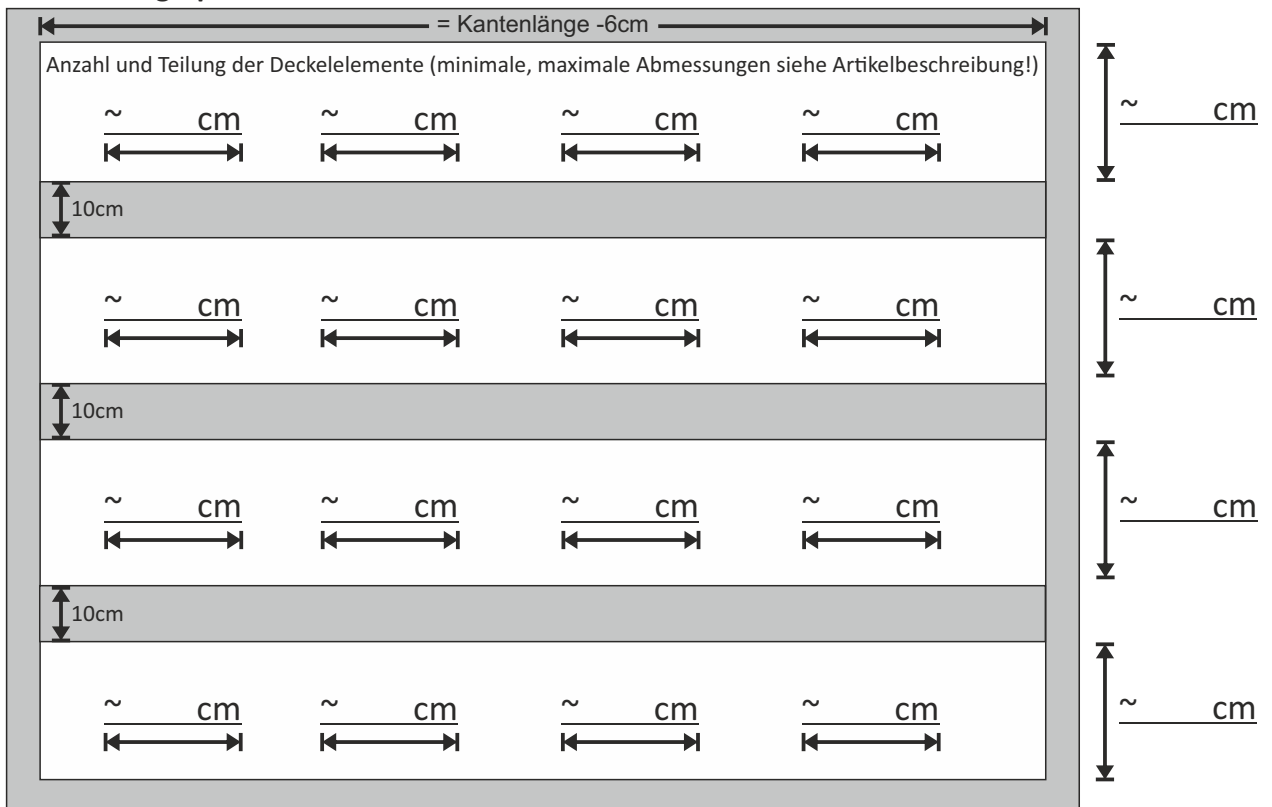 = Kantenlänge -6cm
Anzahl und Teilung der Deckelelemente (minimale, maximale Abmessungen siehe Artikelbeschreibung!)
~ cm ~ cm ~ cm ~ cm ~ cm
10cm
~ cm ~ cm ~ cm ~ cm ~ cm
10cm
~ cm ~ cm ~ cm ~ cm ~ cm
10cm
~ cm ~ cm ~ cm ~ cm ~ cm